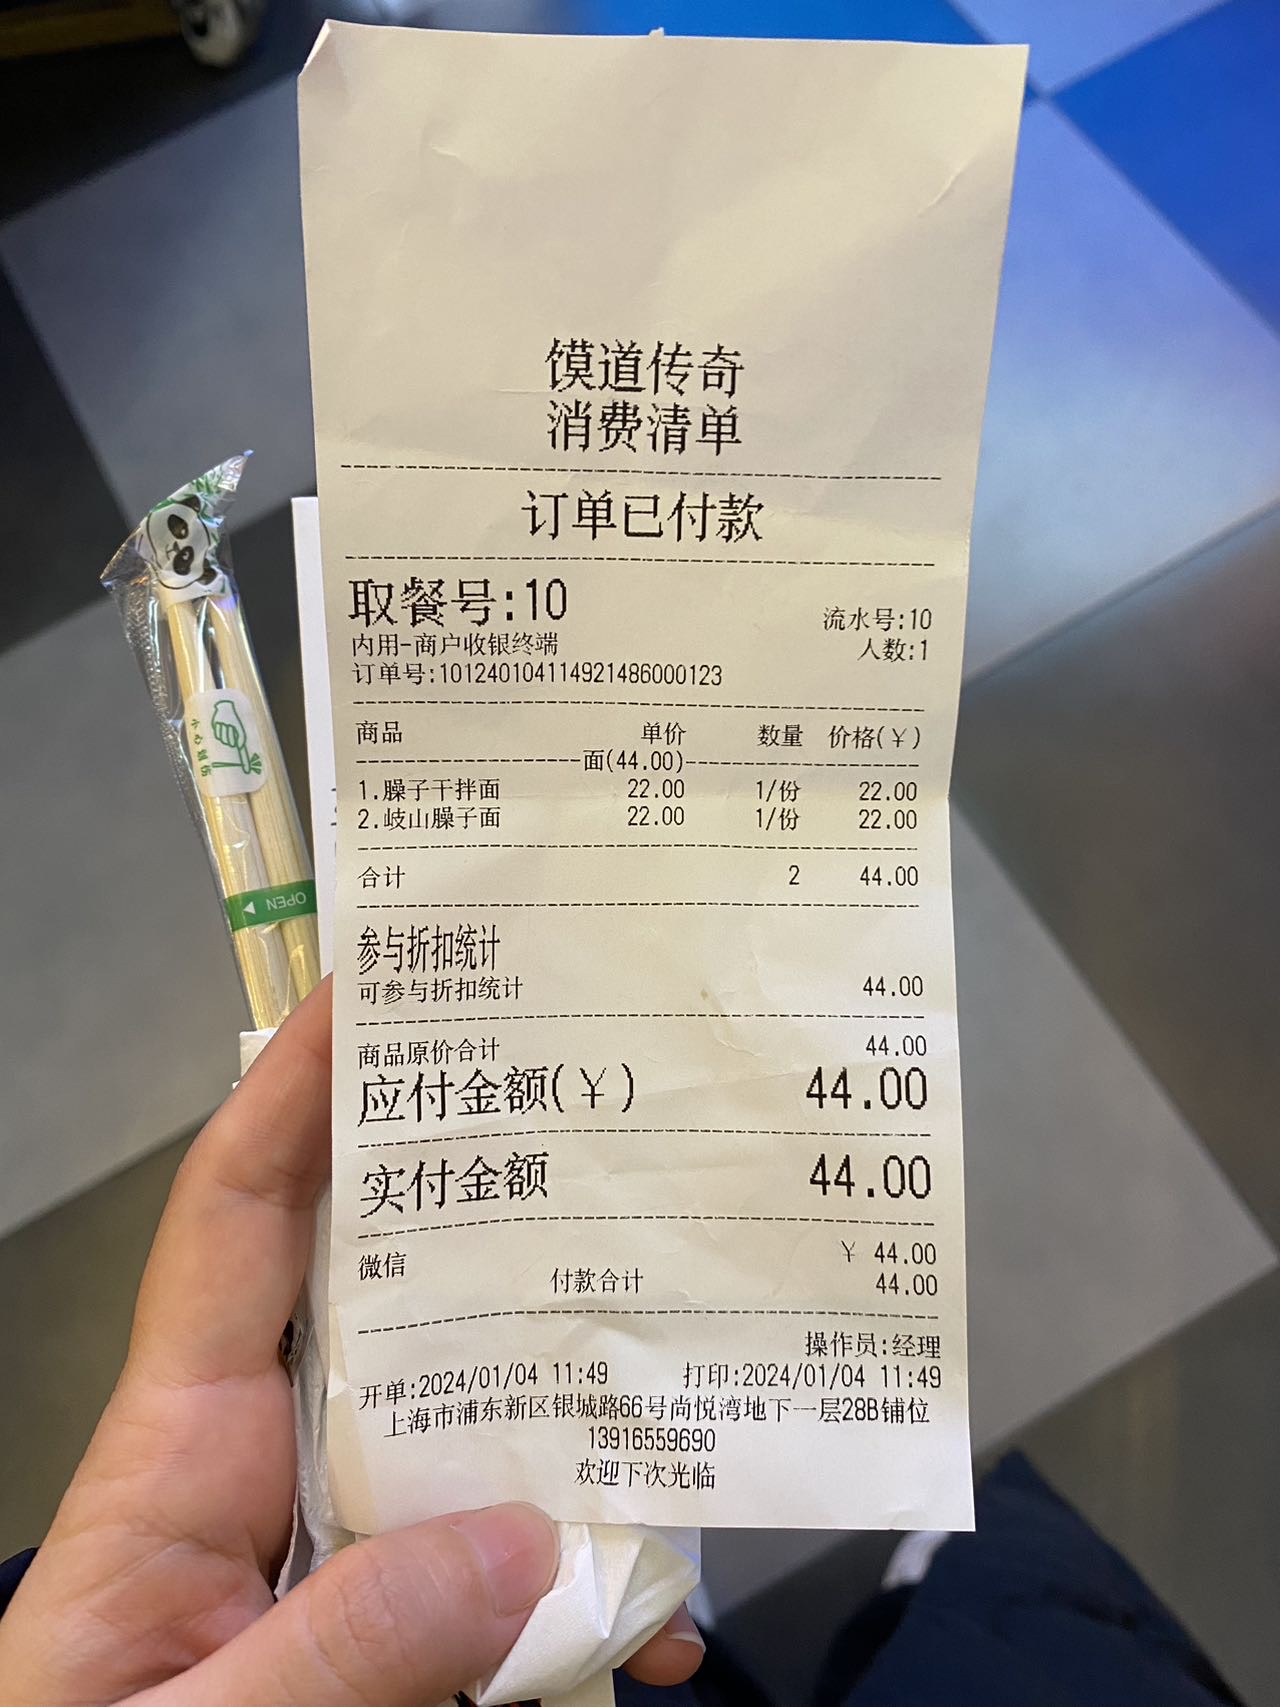 馍道传奇
消费清单
订单已付款
取餐号:10
流水号:10
内用-商户收银终端
人数:1
订单号:101240104114921486000123
商品 单价 数量 价格(￥)
面(44.00)
1.臊子干拌面 22.00 1/份 22.00
2.岐山臊子面 22.00 1/份 22.00
合计 2 44.00
参与折扣统计
可参与折扣统计 44.00
商品原价合计 44.00
应付金额(￥) 44.00
实付金额 44.00
微信 ￥ 44.00
付款合计 44.00
操作员:经理
开单:2024/01/04 11:49 打印:2024/01/04 11:49
上海市浦东新区银城路66号尚悦湾地下一层28B铺位
13916559690
欢迎下次光临
OPEN